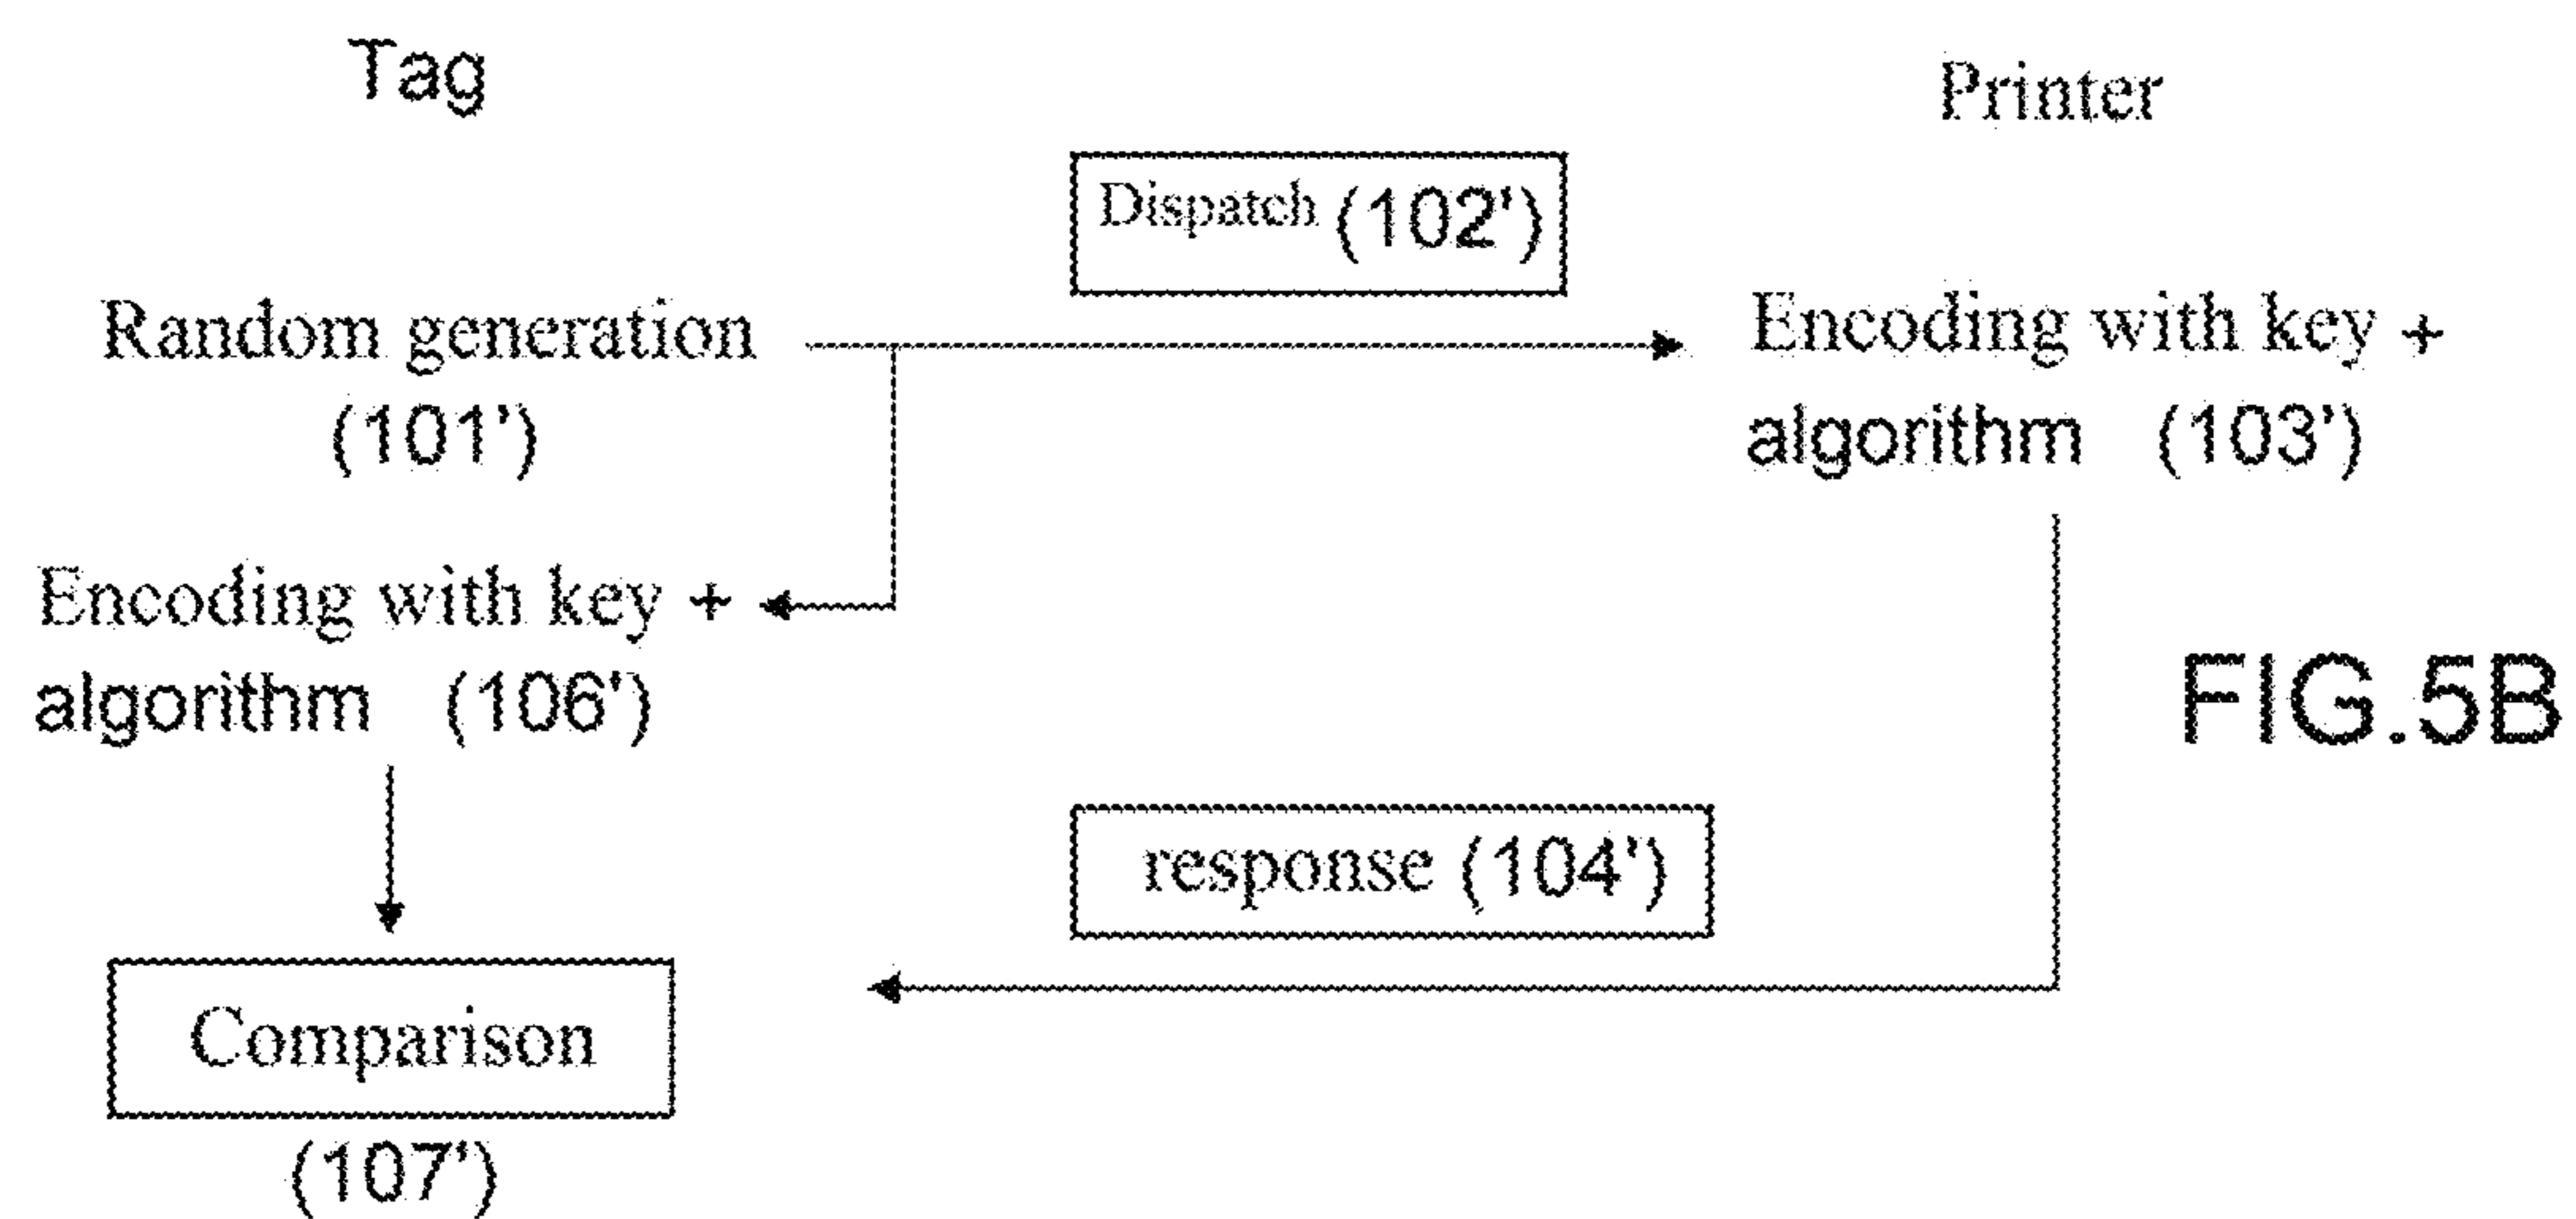 Tag
Printer
Dispatch (102')
Random generation
(101')
Encoding with key +
algorithm (103')
Encoding with key +
algorithm (106')
FIG.5B
response (104')
Comparison
(107')